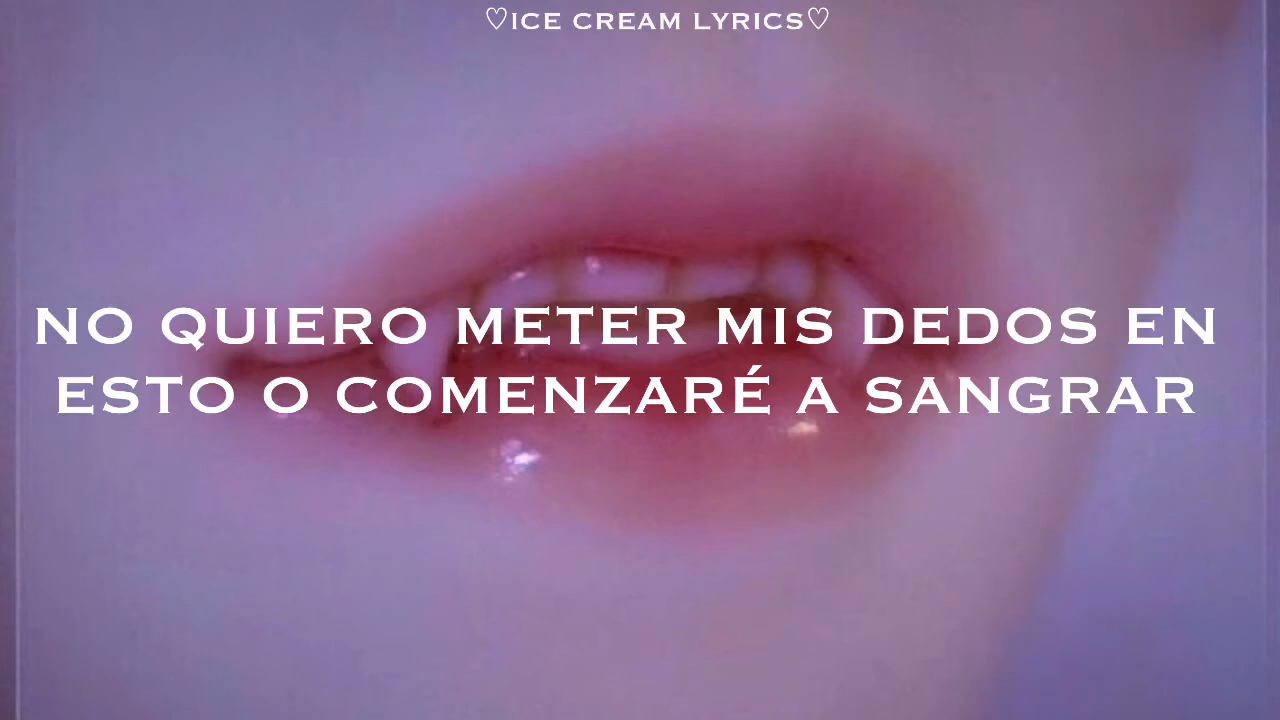 ♡ICE CREAM LYRICS♡
NO QUIERO METER MIS DEDOS EN
ESTO O COMENZARÉ A SANGRAR